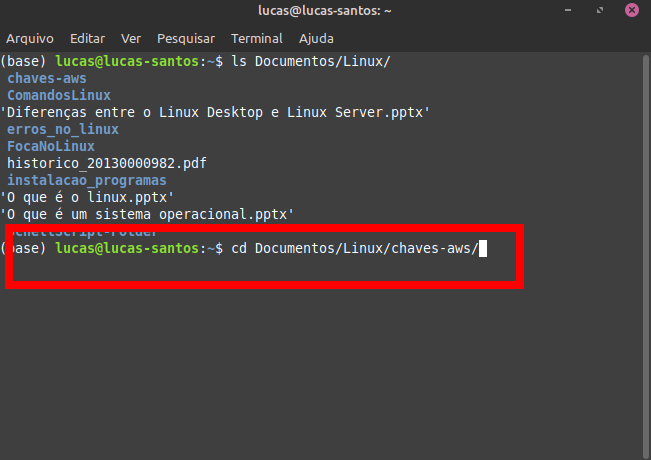 lucas@lucas-santos: ~
Arquivo Editar Ver Pesquisar Terminal Ajuda
(base) lucas@lucas-santos:~$ ls Documentos/Linux/
chaves-aws
ComandosLinux
'Diferenças entre o Linux Desktop e Linux Server.pptx'
erros_no_linux
FocaNoLinux
historico_20130000982.pdf
instalacao_programas
'O que é o linux.pptx'
'O que é um sistema operacional.pptx'
(base) lucas@lucas-santos:~$ cd Documentos/Linux/chaves-aws/